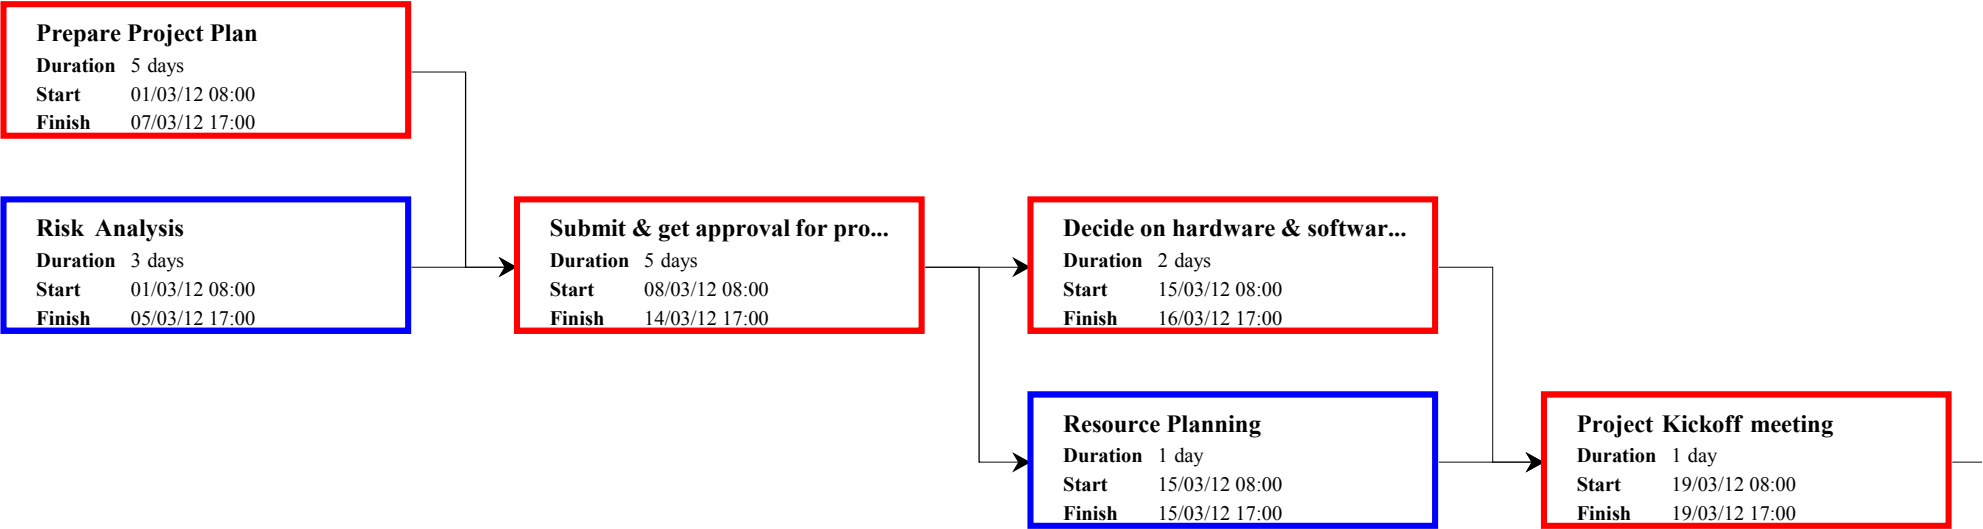 Prepare Project Plan
Duration 5 days
Start 01/03/12 08:00
Finish 07/03/12 17:00
Risk Analysis
Duration 3 days
Start 01/03/12 08:00
Finish 05/03/12 17:00
Submit & get approval for pro...
Duration 5 days
Start 08/03/12 08:00
Finish 14/03/12 17:00
Decide on hardware & softwar...
Duration 2 days
Start 15/03/12 08:00
Finish 16/03/12 17:00
Resource Planning
Duration 1 day
Start 15/03/12 08:00
Finish 15/03/12 17:00
Project Kickoff meeting
Duration 1 day
Start 19/03/12 08:00
Finish 19/03/12 17:00